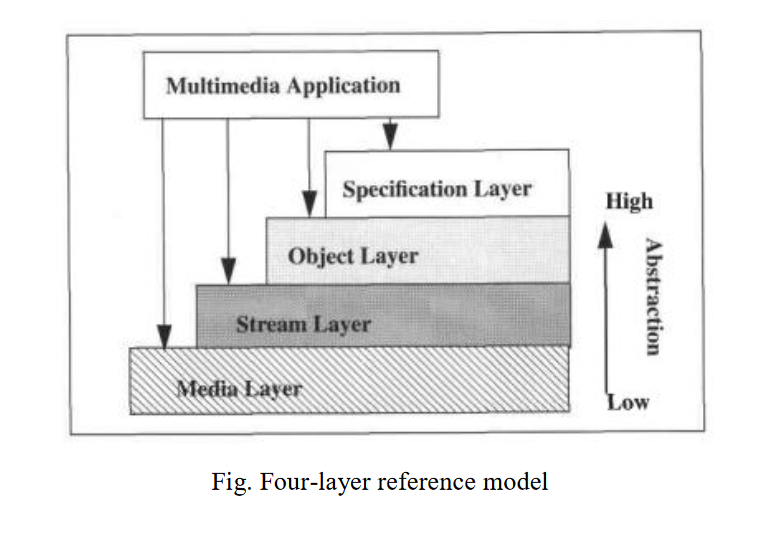 Multimedia Application
Specification Layer
High
Object Layer
Abstraction
Stream Layer
Media Layer
Low
Fig. Four-layer reference model